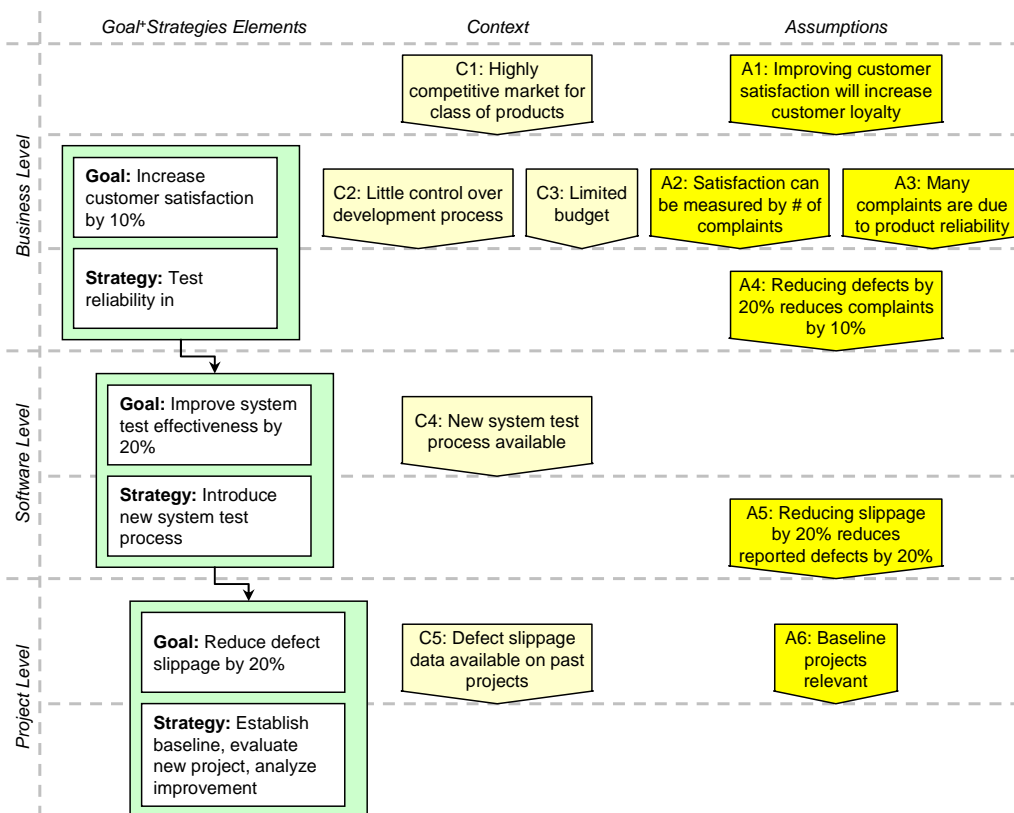 Goal+Strategies Elements
Context
Assumptions
Business Level
C1: Highly
competitive market for
class of products
A1: Improving customer
satisfaction will increase
customer loyalty
Goal: Increase
customer satisfaction
by 10%
C2: Little control over
development process
C3: Limited
budget
A2: Satisfaction can
be measured by # of
complaints
A3: Many
complaints are due
to product reliability
Strategy: Test
reliability in
A4: Reducing defects by
20% reduces complaints
by 10%
Software Level
Goal: Improve system
test effectiveness by
20%
C4: New system test
process available
Strategy: Introduce
new system test
process
A5: Reducing slippage
by 20% reduces
reported defects by 20%
Project Level
Goal: Reduce defect
slippage by 20%
C5: Defect slippage
data available on past
projects
A6: Baseline
projects
relevant
Strategy: Establish
baseline, evaluate
new project, analyze
improvement